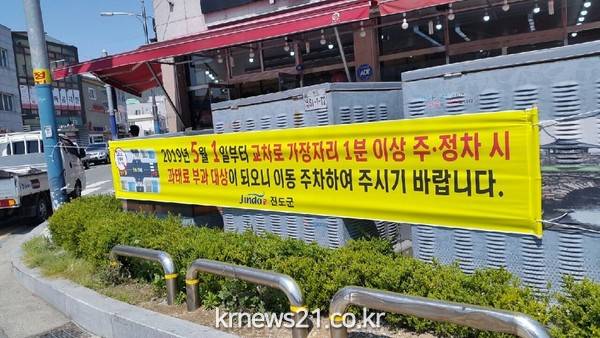 2019년 5월 1일부터 교차로 가장자리 1분 이상 주·정차 시
과태료 부과 대상이 되오니 이동 주차하여 주시기 바랍니다.
Jindo 진도군
ADT
krnews21.co.kr